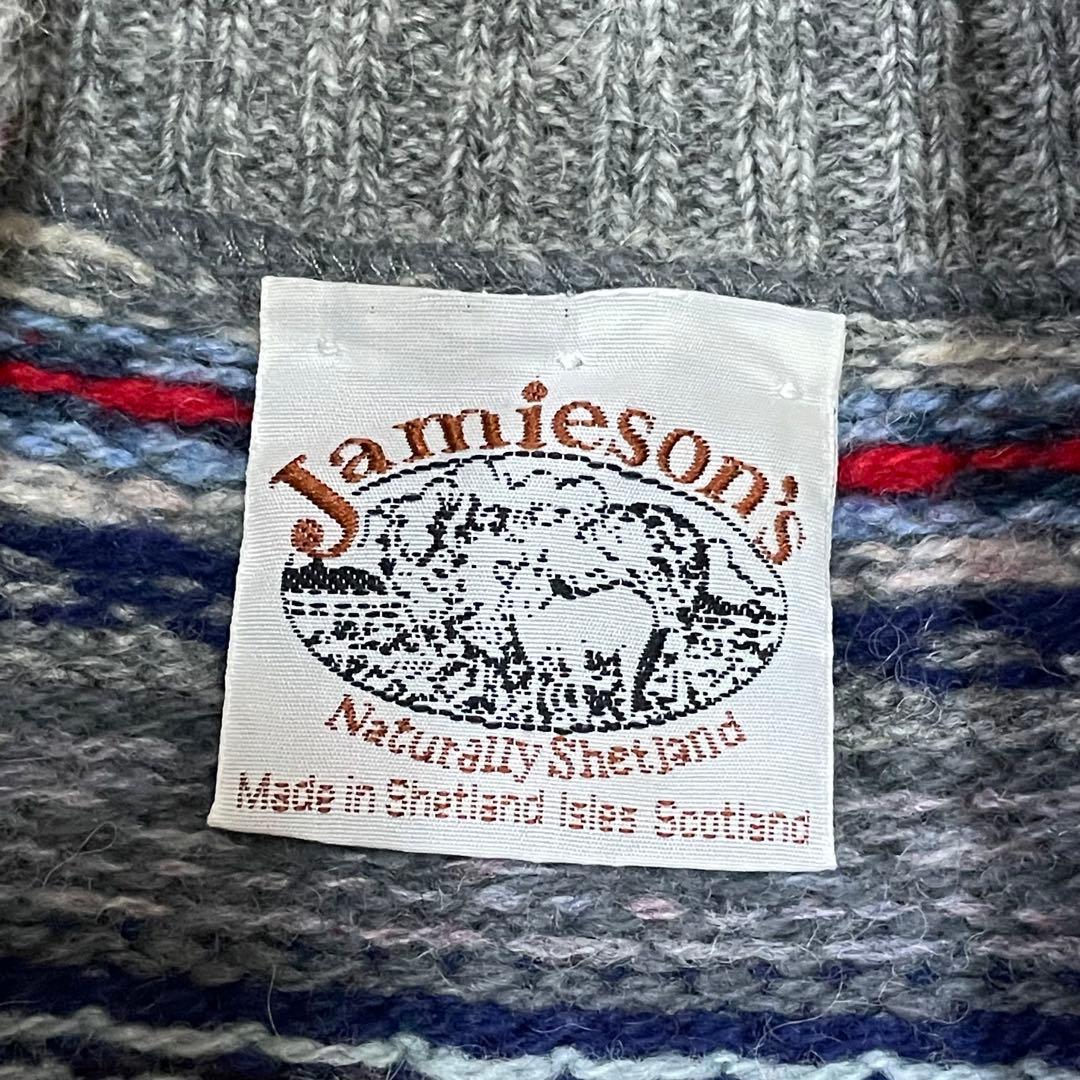 Jamieson's
Naturally Shetland
Made in Shetland Isles Scotland